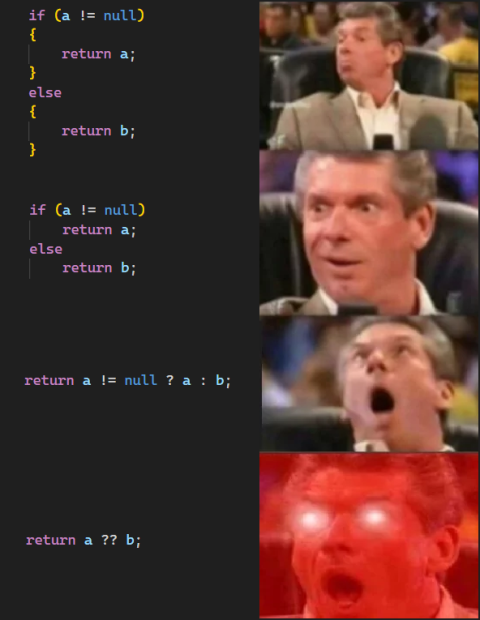 if (a != null)
{
return a;
}
else
{
return b;
}
if (a != null)
return a;
else
return b;
return a != null ? a : b;
return a ?? b;